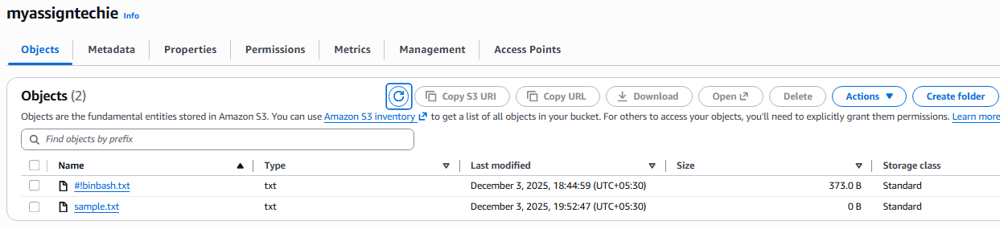 myassigntechie Info
Objects Metadata Properties Permissions Metrics Management Access Points
Objects (2) Copy S3 URI Copy URL Download Open Delete Actions Create folder
Objects are the fundamental entities stored in Amazon S3. You can use Amazon S3 inventory to get a list of all objects in your bucket. For others to access your objects, you'll need to explicitly grant them permissions. Learn more
Find objects by prefix
Name Type Last modified Size Storage class
#!binbash.txt txt December 3, 2025, 18:44:59 (UTC+05:30) 373.0 B Standard
sample.txt txt December 3, 2025, 19:52:47 (UTC+05:30) 0 B Standard